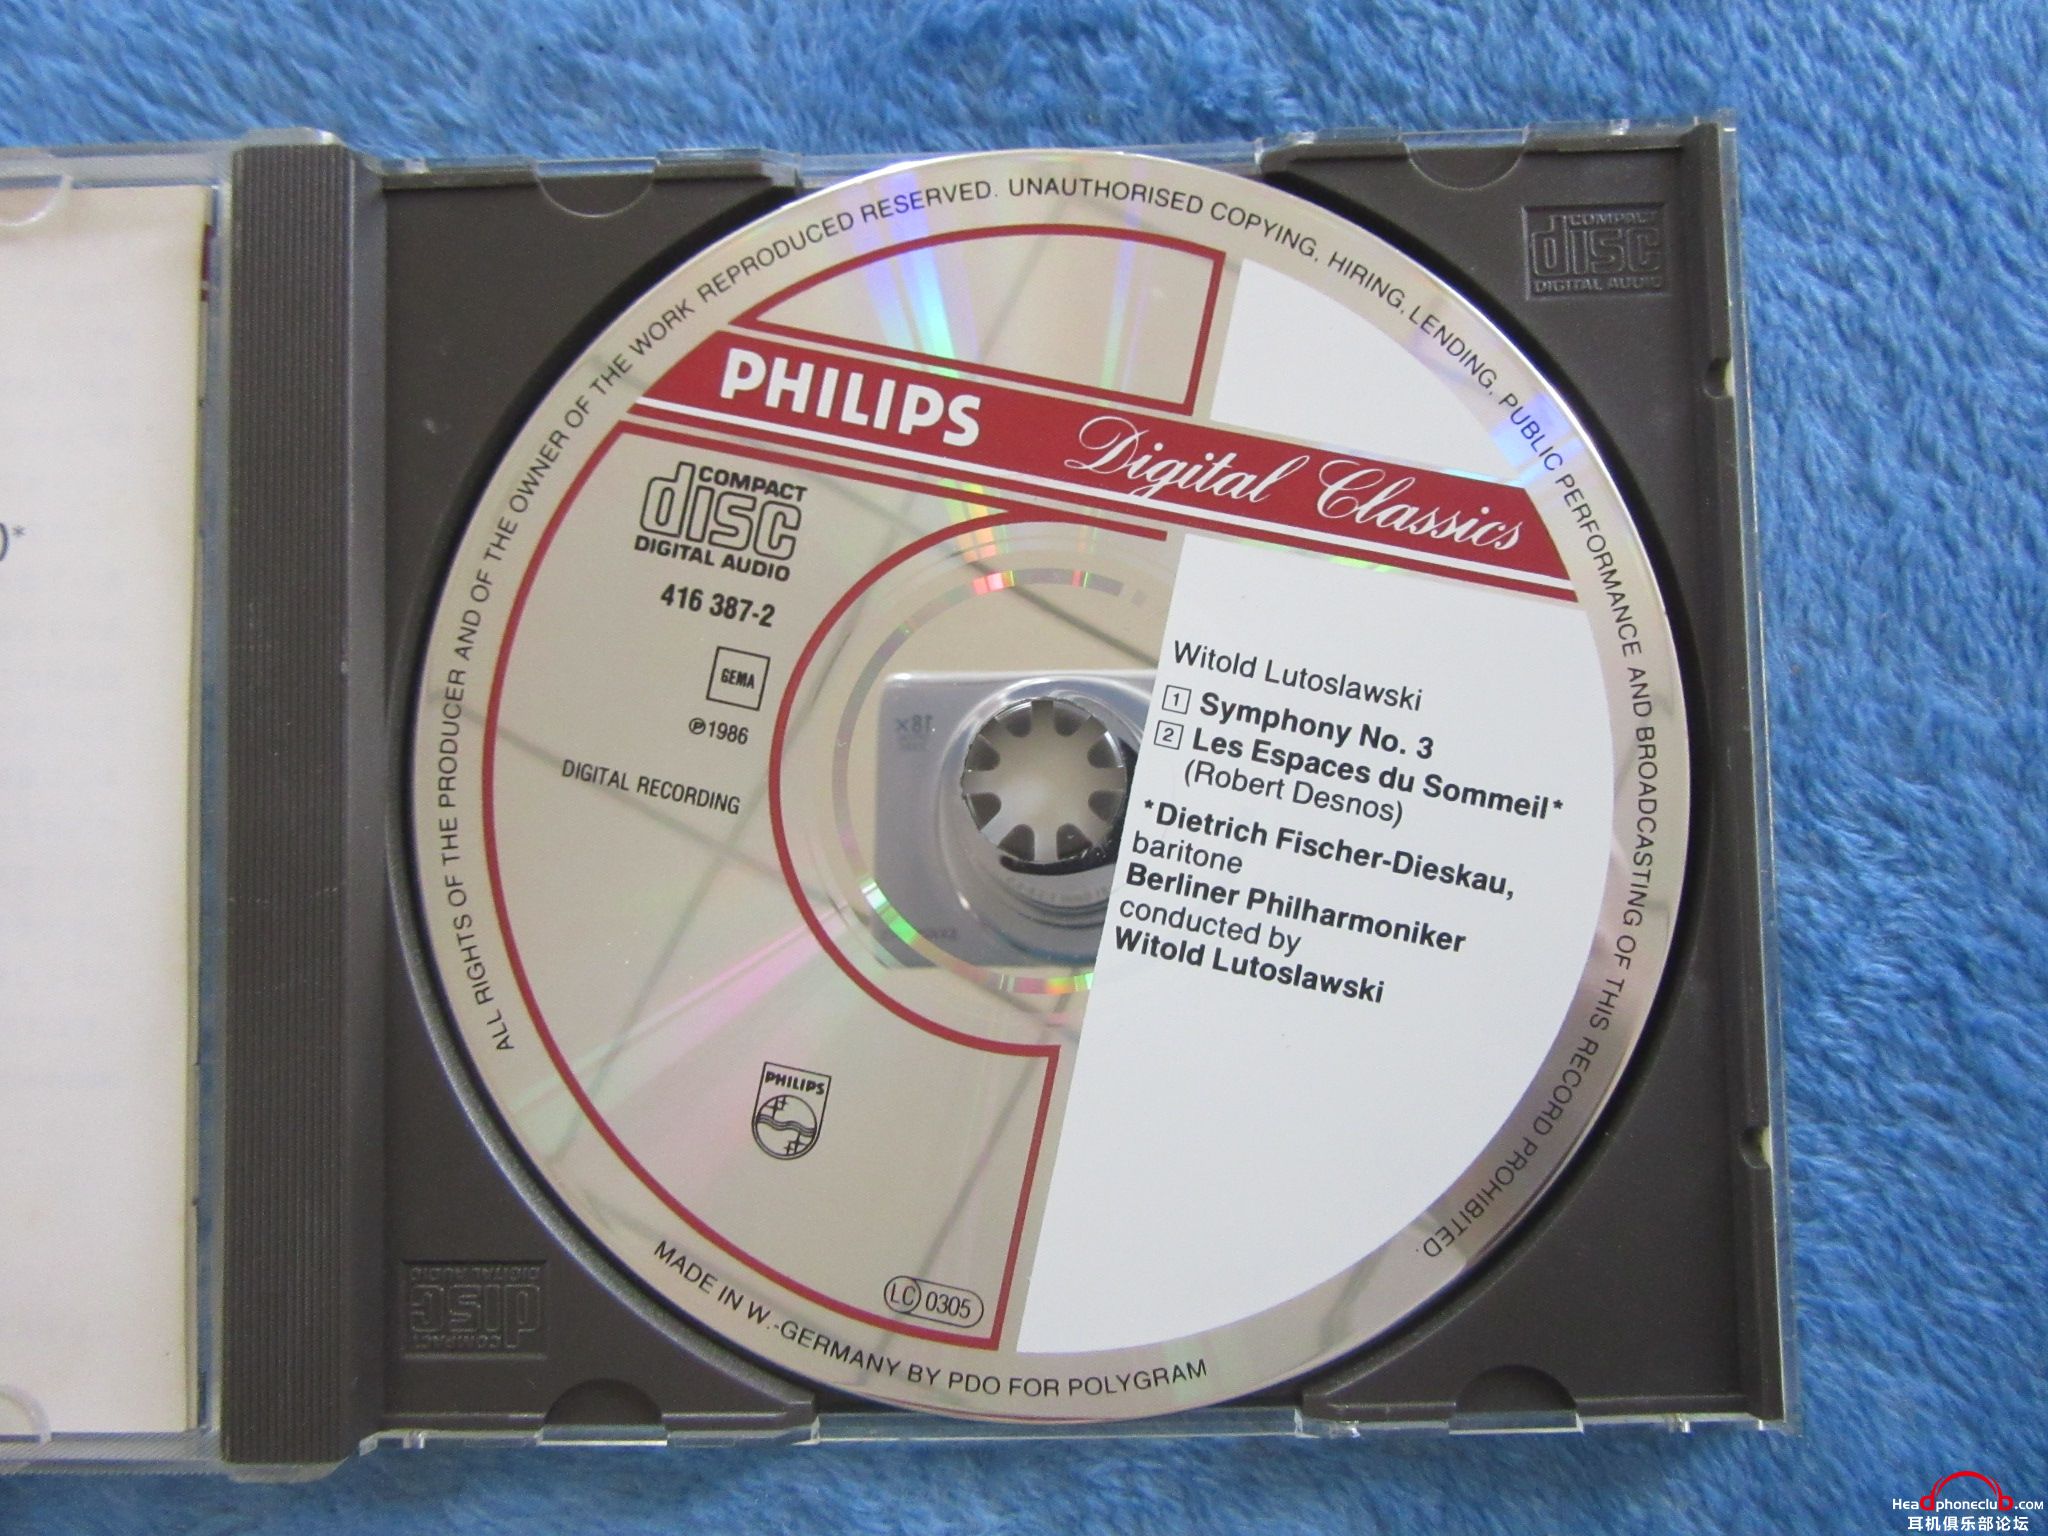 ALL RIGHTS OF THE PRODUCER AND OF THE OWNER OF THE WORK REPRODUCED RESERVED. UNAUTHORISED COPYING, HIRING, LENDING, PUBLIC PERFORMANCE AND BROADCASTING OF THIS RECORD PROHIBITED.
PHILIPS Digital Classics
COMPACT
disc
DIGITAL AUDIO
416 387-2
GEMA
℗1986
DIGITAL RECORDING
Witold Lutoslawski
1 Symphony No. 3
2 Les Espaces du Sommeil*
(Robert Desnos)
*Dietrich Fischer-Dieskau,
baritone
Berliner Philharmoniker
conducted by
Witold Lutoslawski
PHILIPS
LC 0305
MADE IN W.-GERMANY BY PDO FOR POLYGRAM
COMPACT
disc
DIGITAL AUDIO
COMPACT
disc
DIGITAL AUDIO
)*
18x
Headphoneclub.com
耳机俱乐部论坛